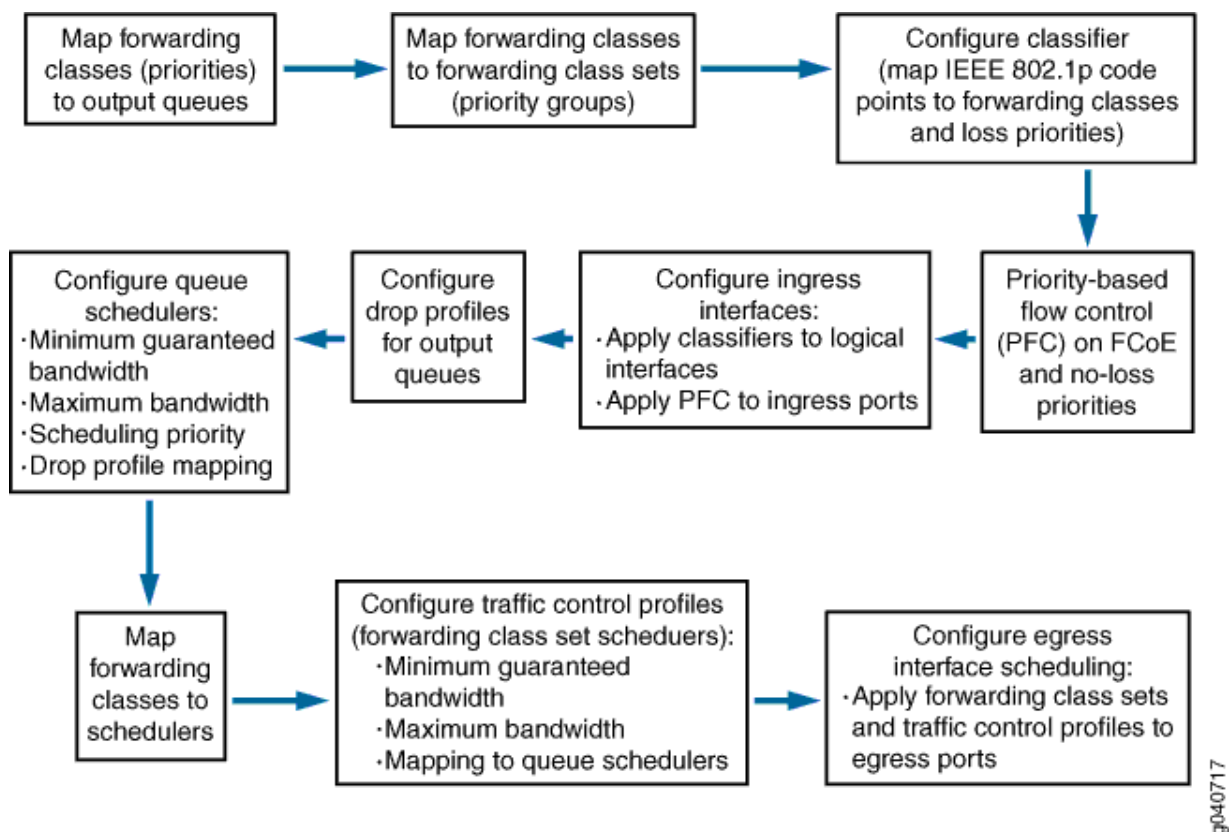 Map forwarding
classes (priorities)
to output queues
Map forwarding classes
to forwarding class sets
(priority groups)
Configure classifier
(map IEEE 802.1p code
points to forwarding classes
and loss priorities)
Configure queue
schedulers:
·Minimum guaranteed
bandwidth
·Maximum bandwidth
·Scheduling priority
·Drop profile mapping
Configure
drop profiles
for output
queues
Configure ingress
interfaces:
·Apply classifiers to logical
interfaces
·Apply PFC to ingress ports
Priority-based
flow control
(PFC) on FCoE
and no-loss
priorities
Map
forwarding
classes to
schedulers
Configure traffic control profiles
(forwarding class set scheduers):
·Minimum guaranteed
bandwidth
·Maximum bandwidth
·Mapping to queue schedulers
Configure egress
interface scheduling:
·Apply forwarding class sets
and traffic control profiles to
egress ports
g040717